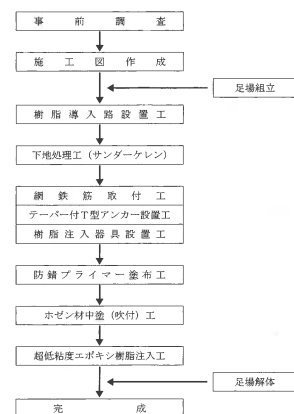 事前調査
施工図作成
足場組立
樹脂導入路設置工
下地処理工(サンダーケレン)
網鉄筋取付工
テーパー付T型アンカー設置工
樹脂注入器具設置工
防錆プライマー塗布工
ホゼン材中塗(吹付)工
超低粘度エポキシ樹脂注入工
足場解体
完成